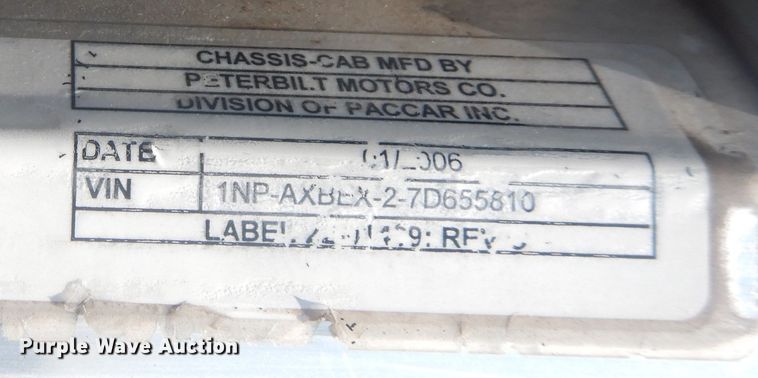 CHASSIS-CAB MFD BY
PETERBILT MOTORS CO.
DIVISION OF PACCAR INC.
DATE
VIN 1NP-AXBEX-2-7D655810
LABEL
Purple Wave Auction